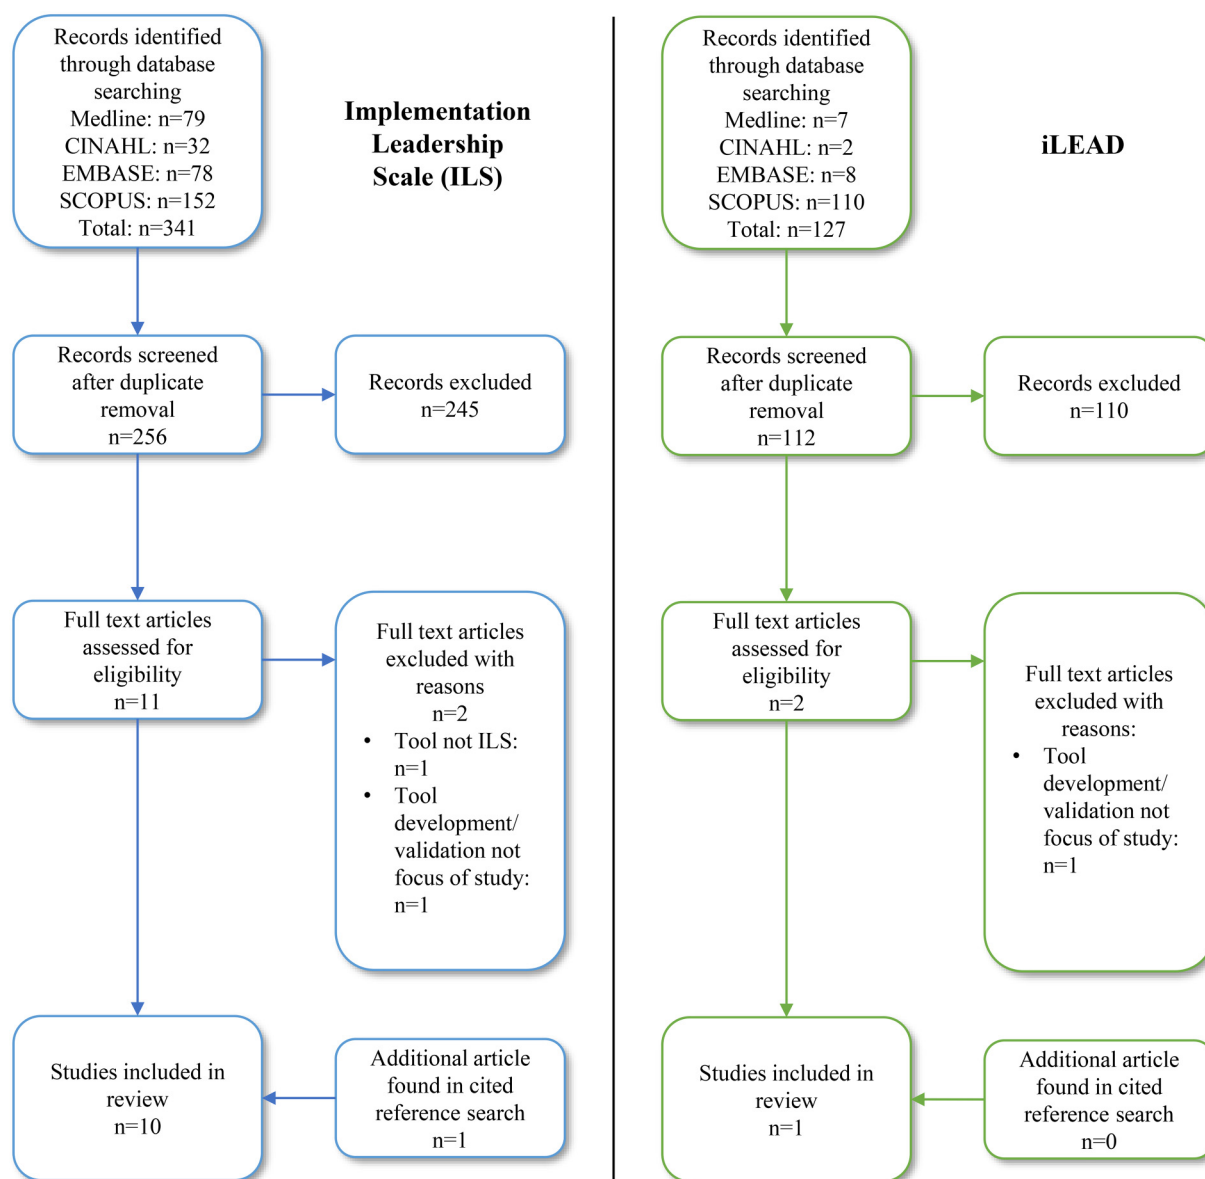 Records identified
through database
searching
Medline: n=79
CINAHL: n=32
EMBASE: n=78
SCOPUS: n=152
Total: n=341
Implementation
Leadership
Scale (ILS)
Records screened
after duplicate
removal
n=256
Records excluded
n=245
Full text articles
assessed for
eligibility
n=11
Full text articles
excluded with
reasons
n=2
• Tool not ILS:
n=1
• Tool
development/
validation not
focus of study:
n=1
Studies included in
review
n=10
Additional article
found in cited
reference search
n=1
Records identified
through database
searching
Medline: n=7
CINAHL: n=2
EMBASE: n=8
SCOPUS: n=110
Total: n=127
iLEAD
Records screened
after duplicate
removal
n=112
Records excluded
n=110
Full text articles
assessed for
eligibility
n=2
Full text articles
excluded with
reasons:
• Tool
development/
validation not
focus of study:
n=1
Studies included in
review
n=1
Additional article
found in cited
reference search
n=0